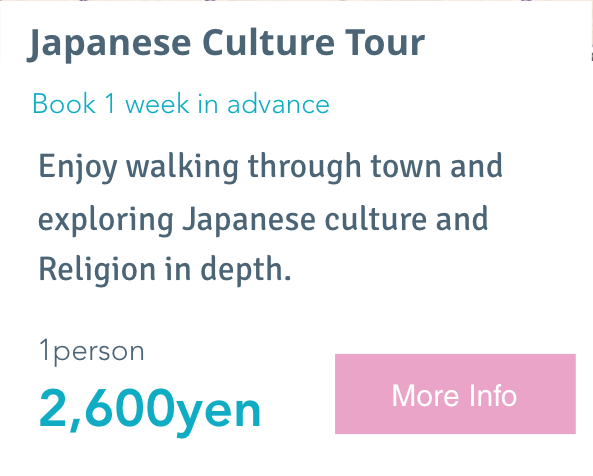 Japanese Culture Tour
Book 1 week in advance
Enjoy walking through town and
exploring Japanese culture and
Religion in depth.
1person
2,600yen
More Info